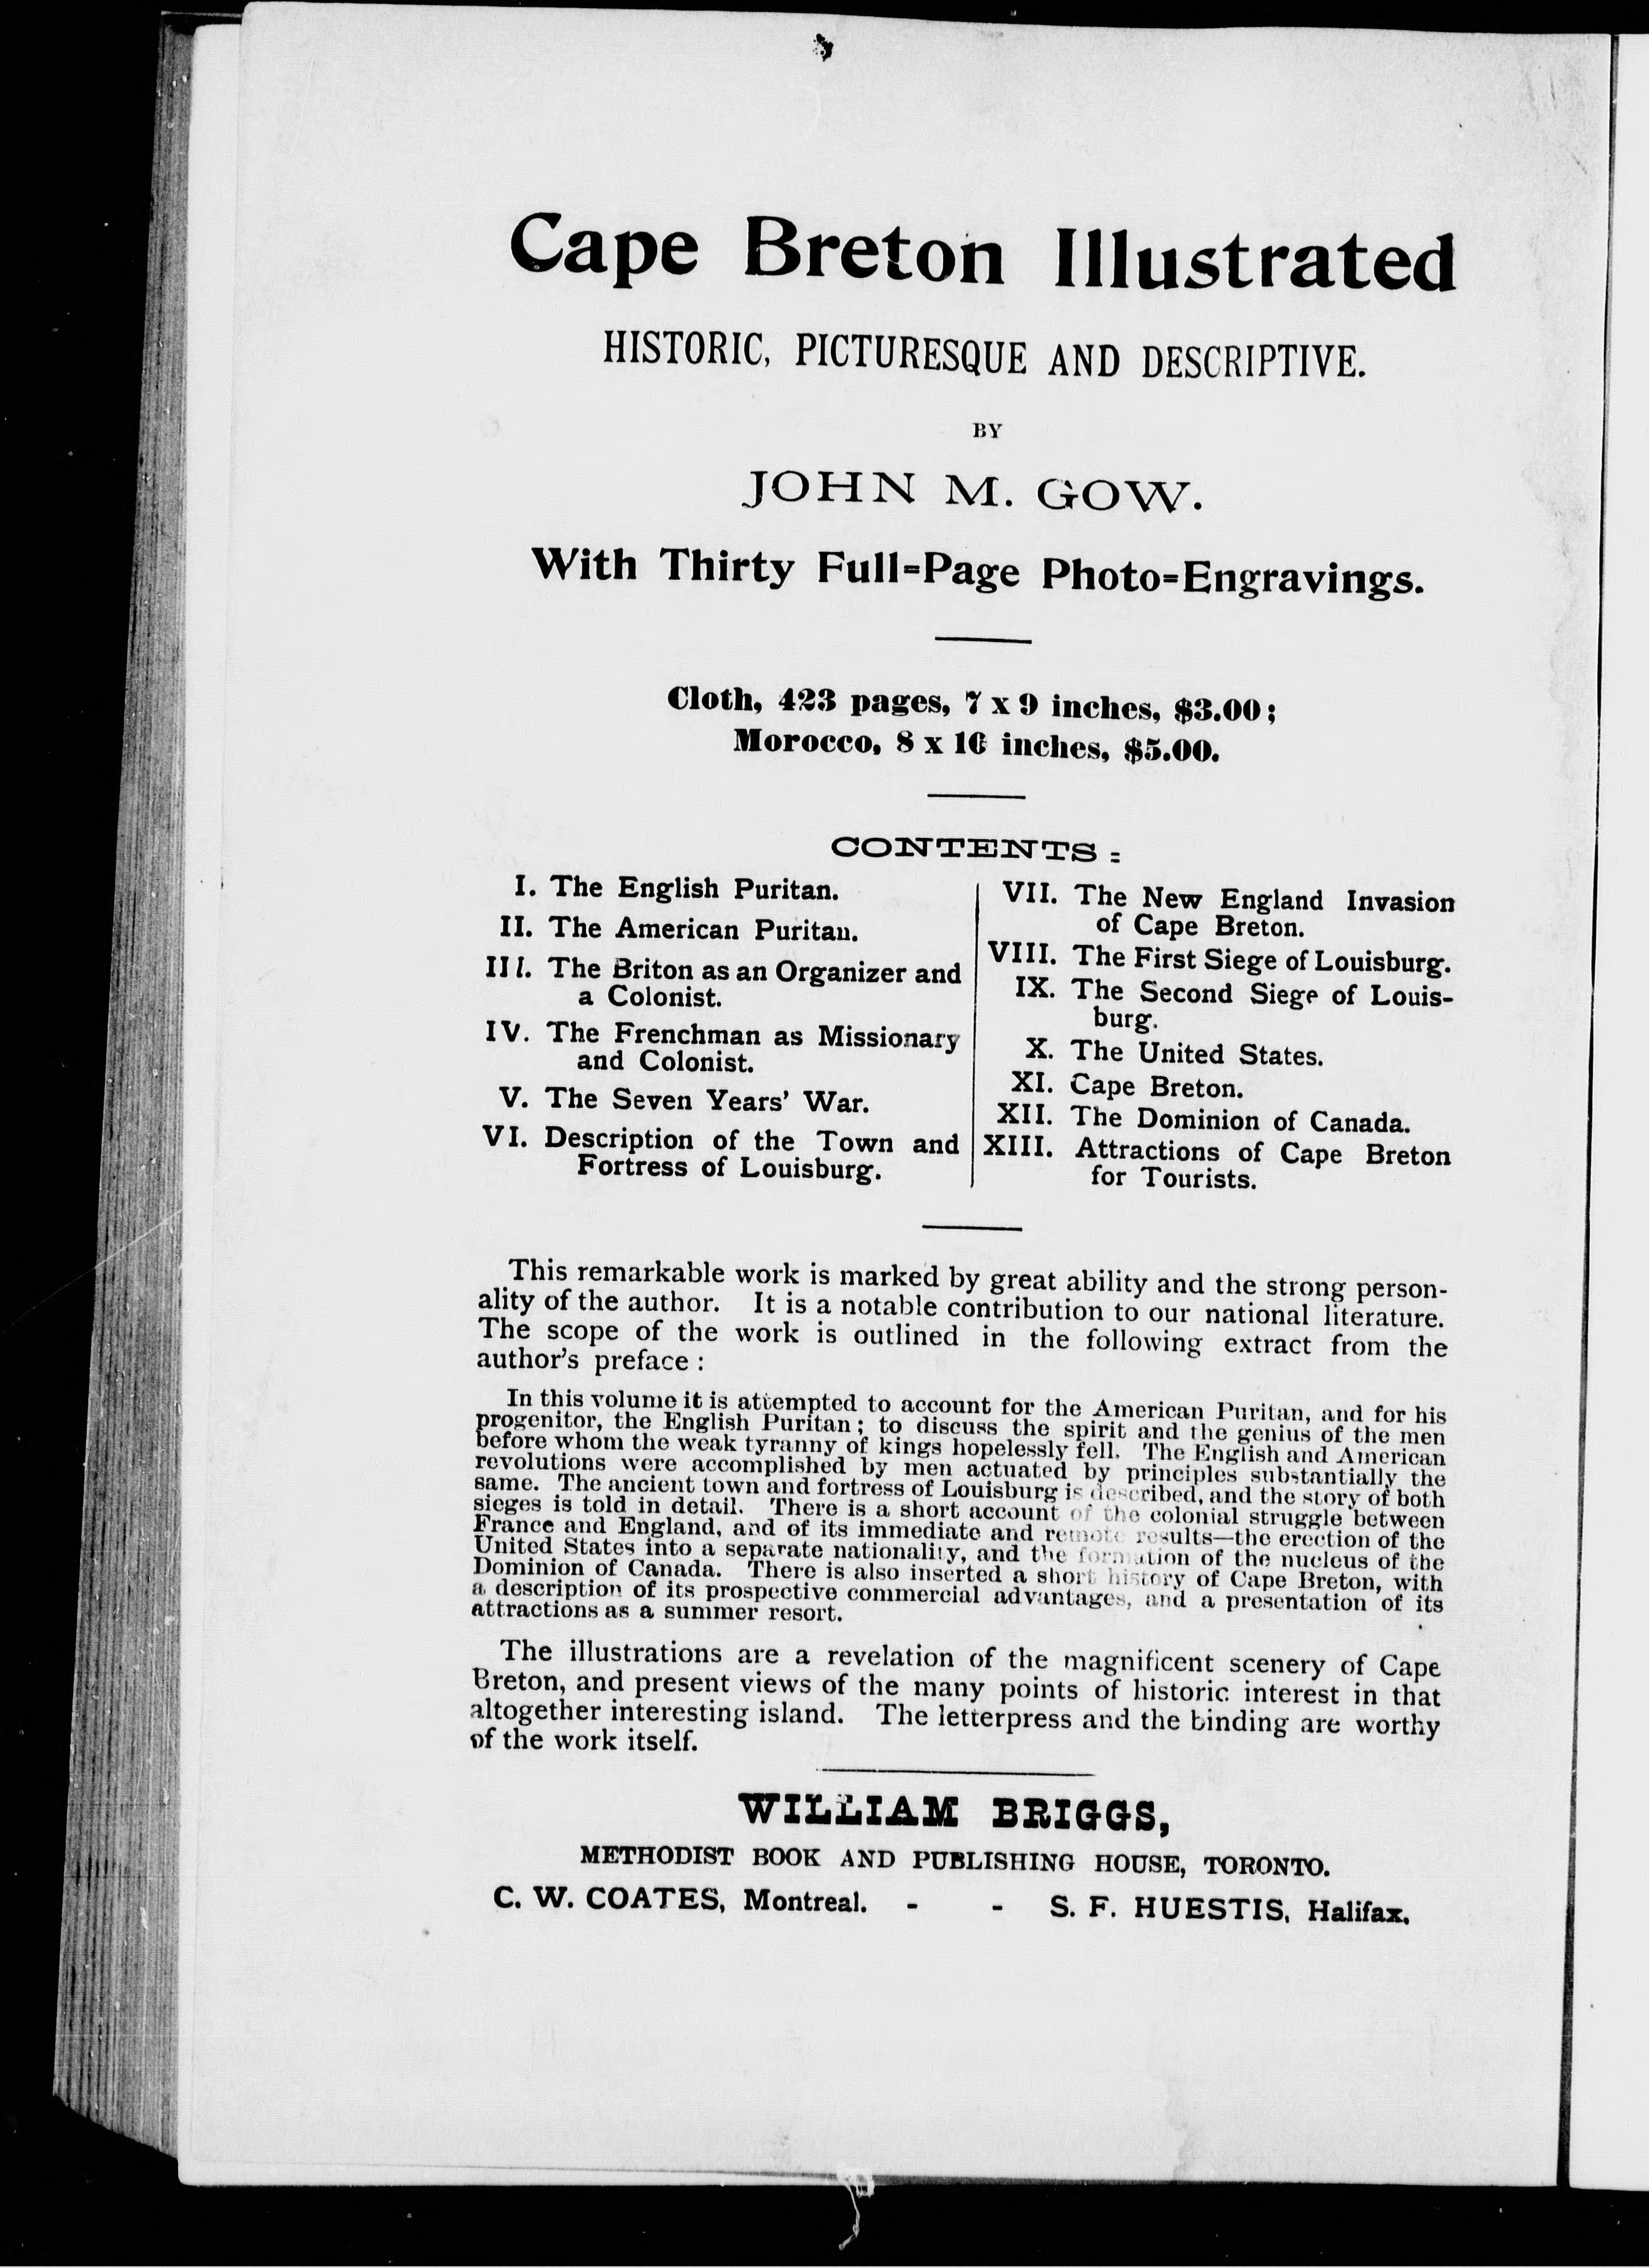 Cape Breton Illustrated
HISTORIC, PICTURESQUE AND DESCRIPTIVE.
BY
JOHN M. GOW.
With Thirty Full=Page Photo=Engravings.
Cloth, 423 pages, 7 x 9 inches, $3.00;
Morocco, 8 x 10 inches, $5.00.
CONTENTS :
I. The English Puritan.
II. The American Puritan.
III. The Briton as an Organizer and
a Colonist.
IV. The Frenchman as Missionary
and Colonist.
V. The Seven Years' War.
VI. Description of the Town and
Fortress of Louisburg.
VII. The New England Invasion
of Cape Breton.
VIII. The First Siege of Louisburg.
IX. The Second Siege of Louis-
burg.
X. The United States.
XI. Cape Breton.
XII. The Dominion of Canada.
XIII. Attractions of Cape Breton
for Tourists.
This remarkable work is marked by great ability and the strong person-
ality of the author. It is a notable contribution to our national literature.
The scope of the work is outlined in the following extract from the
author's preface :
In this volume it is attempted to account for the American Puritan, and for his
progenitor, the English Puritan ; to discuss the spirit and the genius of the men
before whom the weak tyranny of kings hopelessly fell. The English and American
revolutions were accomplished by men actuated by principles substantially the
same. The ancient town and fortress of Louisburg is described, and the story of both
sieges is told in detail. There is a short account of the colonial struggle between
France and England, and of its immediate and remote results—the erection of the
United States into a separate nationality, and the formation of the nucleus of the
Dominion of Canada. There is also inserted a short history of Cape Breton, with
a description of its prospective commercial advantages, and a presentation of its
attractions as a summer resort.
The illustrations are a revelation of the magnificent scenery of Cape
Breton, and present views of the many points of historic interest in that
altogether interesting island. The letterpress and the binding are worthy
of the work itself.
WILLIAM BRIGGS,
METHODIST BOOK AND PUBLISHING HOUSE, TORONTO.
C. W. COATES, Montreal. - - S. F. HUESTIS, Halifax.